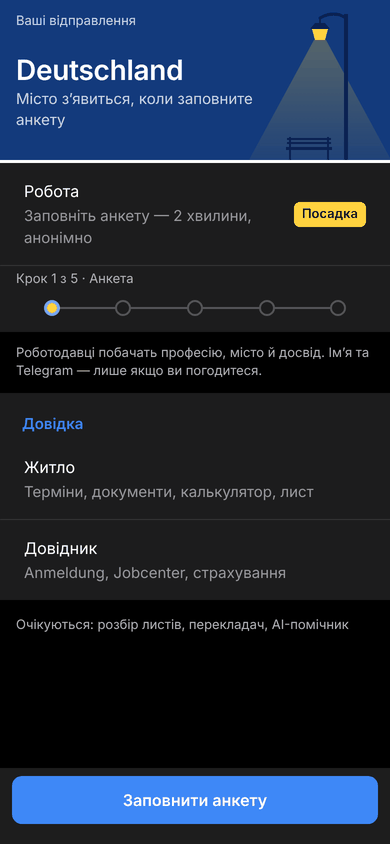 Ваші відправлення
Deutschland
Місто з’явиться, коли заповните
анкету
Робота
Заповніть анкету — 2 хвилини,
анонімно
Посадка
Крок 1 з 5 · Анкета
Роботодавці побачать професію, місто й досвід. Ім’я та
Telegram — лише якщо ви погодитеся.
Довідка
Житло
Терміни, документи, калькулятор, лист
Довідник
Anmeldung, Jobcenter, страхування
Очікуються: розбір листів, перекладач, AI-помічник
Заповнити анкету